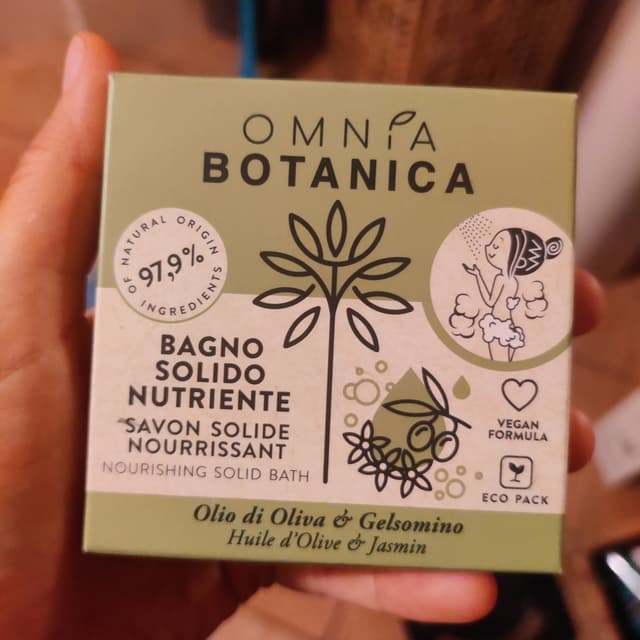 OMNIA
BOTANICA
OF NATURAL ORIGIN
97,9%
INGREDIENTS
BAGNO
SOLIDO
NUTRIENTE
SAVON SOLIDE
NOURRISSANT
NOURISHING SOLID BATH
VEGAN
FORMULA
ECO PACK
Olio di Oliva & Gelsomino
Huile d'Olive & Jasmin